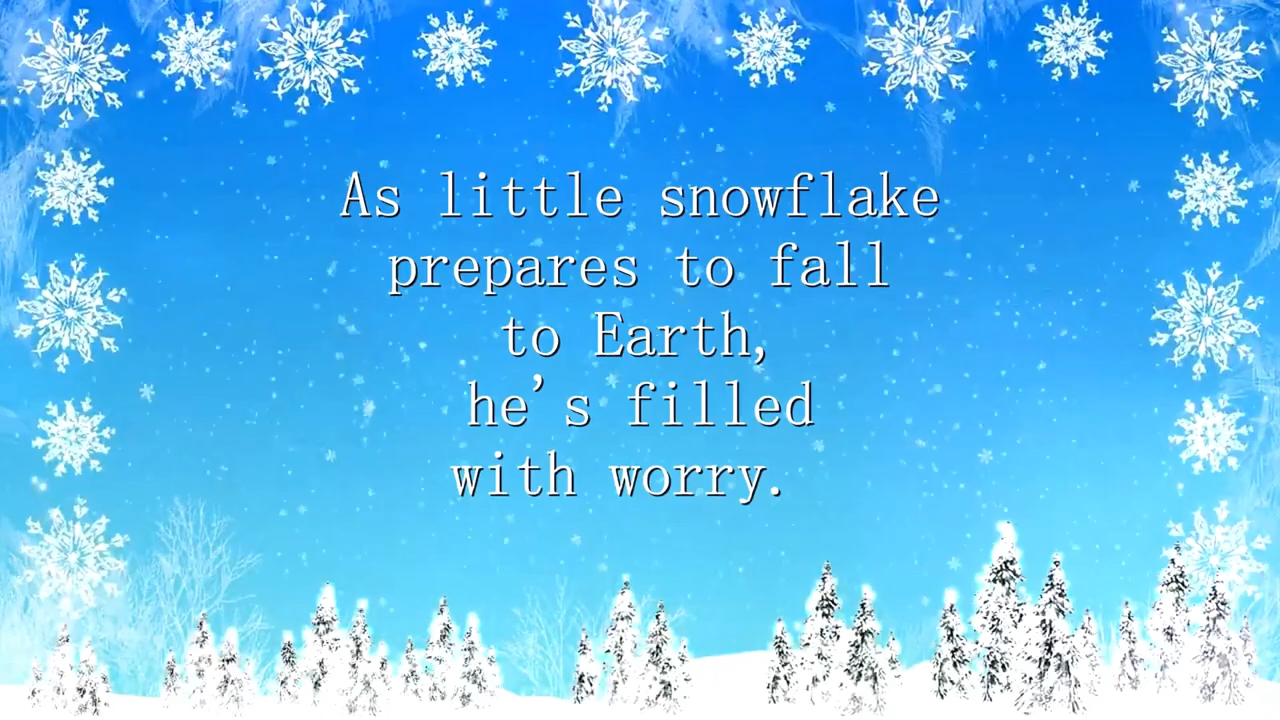 As little snowflake
prepares to fall
to Earth,
he's filled
with worry.